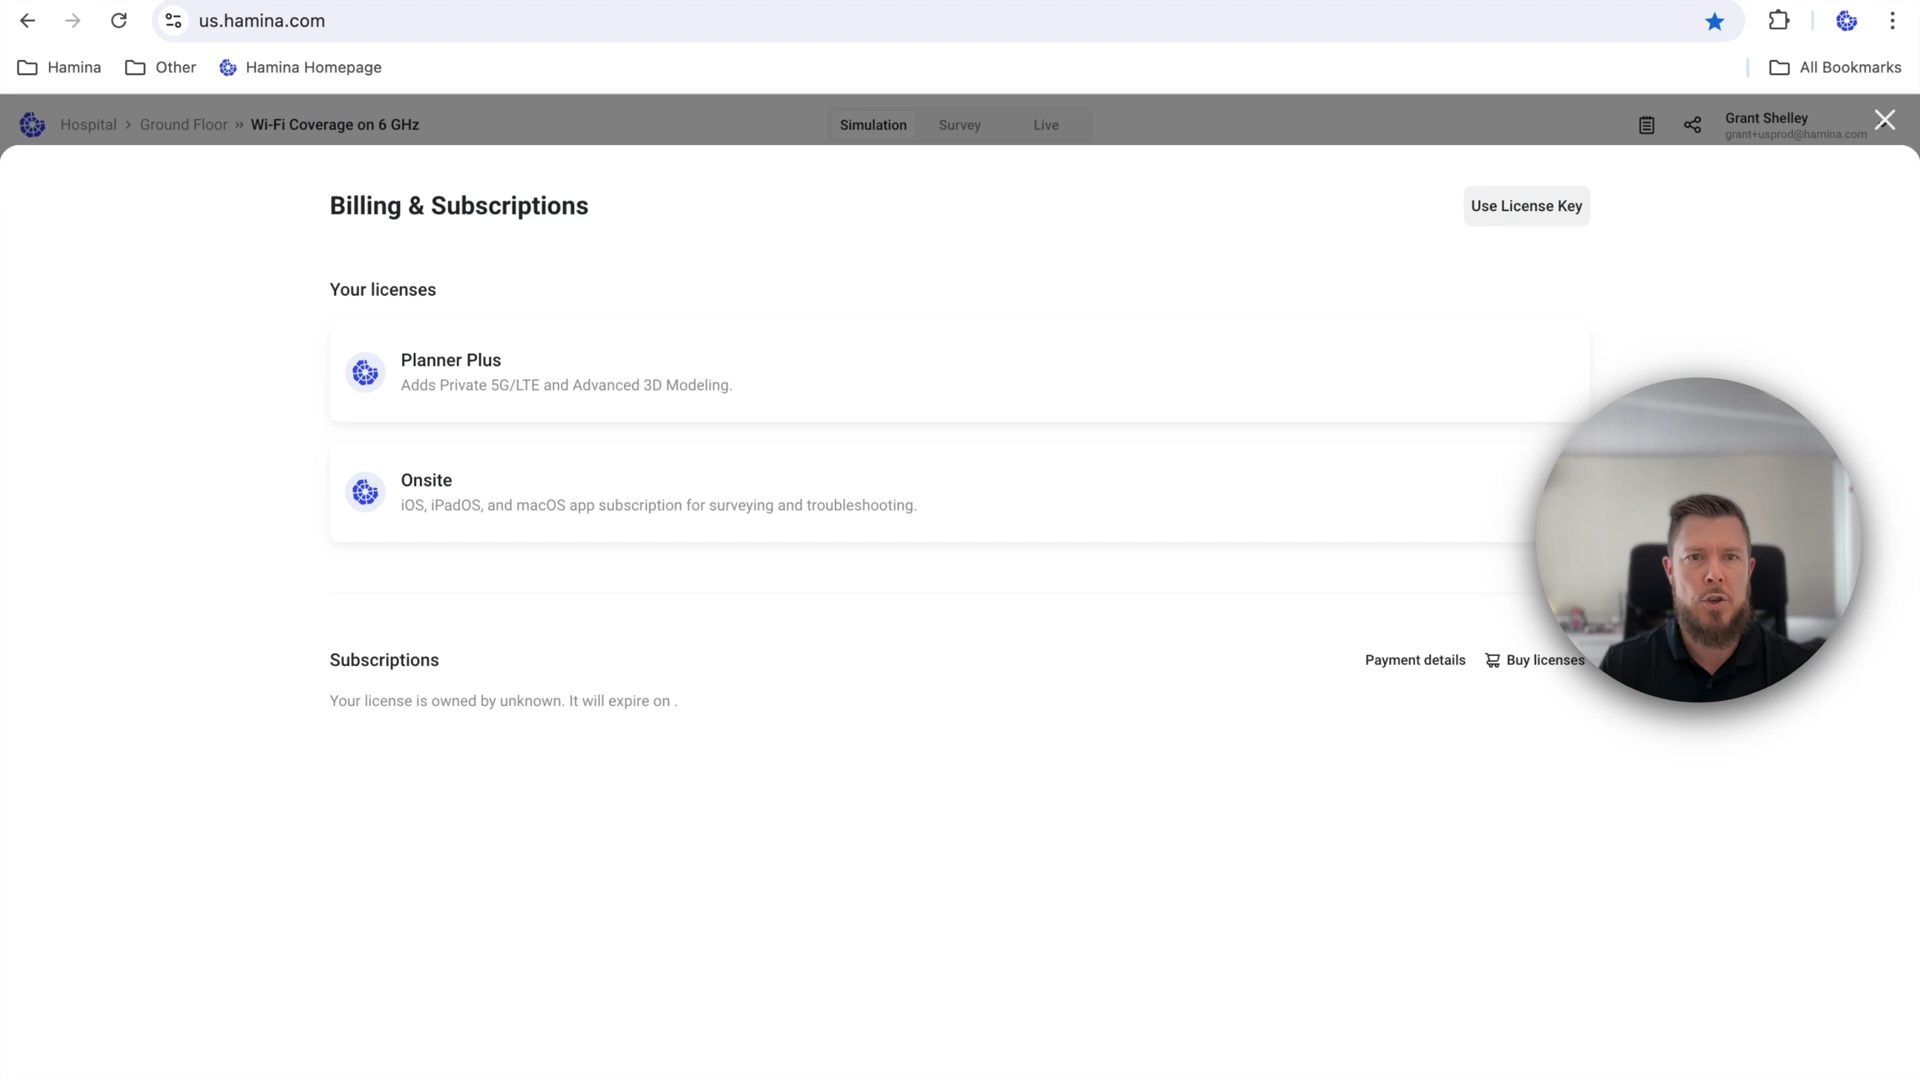 us.hamina.com
Hamina
Other
Hamina Homepage
All Bookmarks
Hospital › Ground Floor » Wi-Fi Coverage on 6 GHz
Simulation
Survey
Live
Grant Shelley
grant+usprod@hamina.com
Billing & Subscriptions
Use License Key
Your licenses
Planner Plus
Adds Private 5G/LTE and Advanced 3D Modeling.
Onsite
iOS, iPadOS, and macOS app subscription for surveying and troubleshooting.
Subscriptions
Payment details
Buy licenses
Your license is owned by unknown. It will expire on .